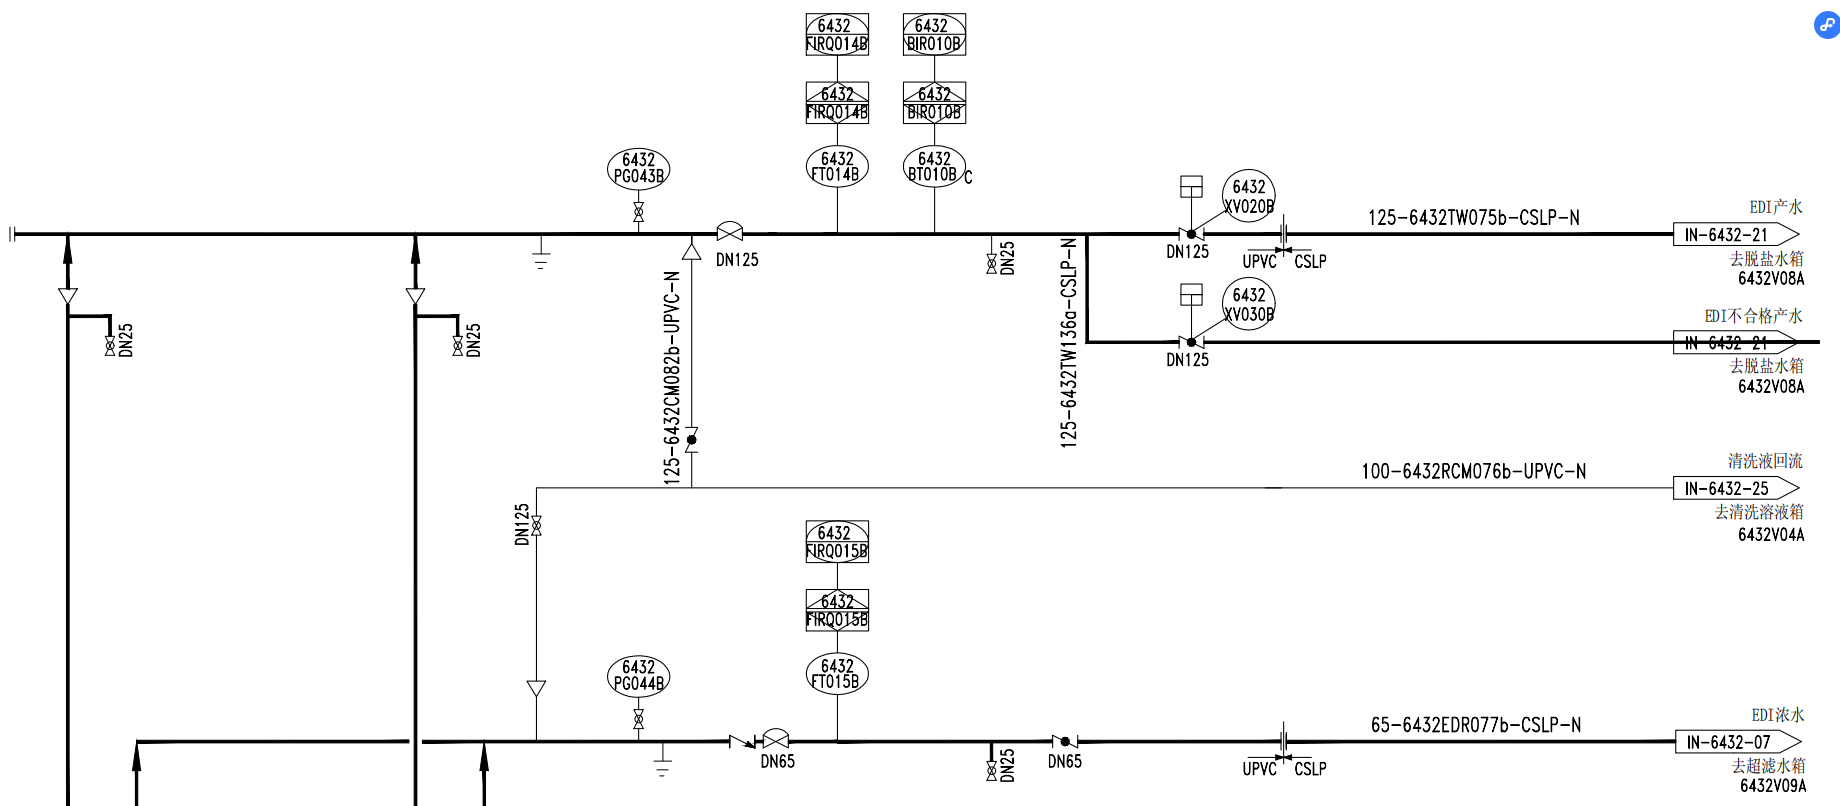 6432
FIRQ014B
6432
BIR010B
6432
FIRQ014B
6432
BIR010B
6432
PG043B
6432
FT014B
6432
BT010B
C
6432
XV020B
125-6432TW075b-CSLP-N
EDI产水
IN-6432-21
去脱盐水箱
6432V08A
DN125
DN25
DN125
UPVC
CSLP
125-6432CM082b-UPVC-N
125-6432TW136a-CSLP-N
6432
XV030B
EDI不合格产水
IN-6432-21
去脱盐水箱
6432V08A
DN25
DN25
DN125
100-6432RCM076b-UPVC-N
清洗液回流
IN-6432-25
去清洗溶液箱
6432V04A
DN125
6432
FIRQ015B
6432
FIRQ015B
6432
PG044B
6432
FT015B
65-6432EDR077b-CSLP-N
EDI浓水
IN-6432-07
去超滤水箱
6432V09A
DN65
DN25
DN65
UPVC
CSLP